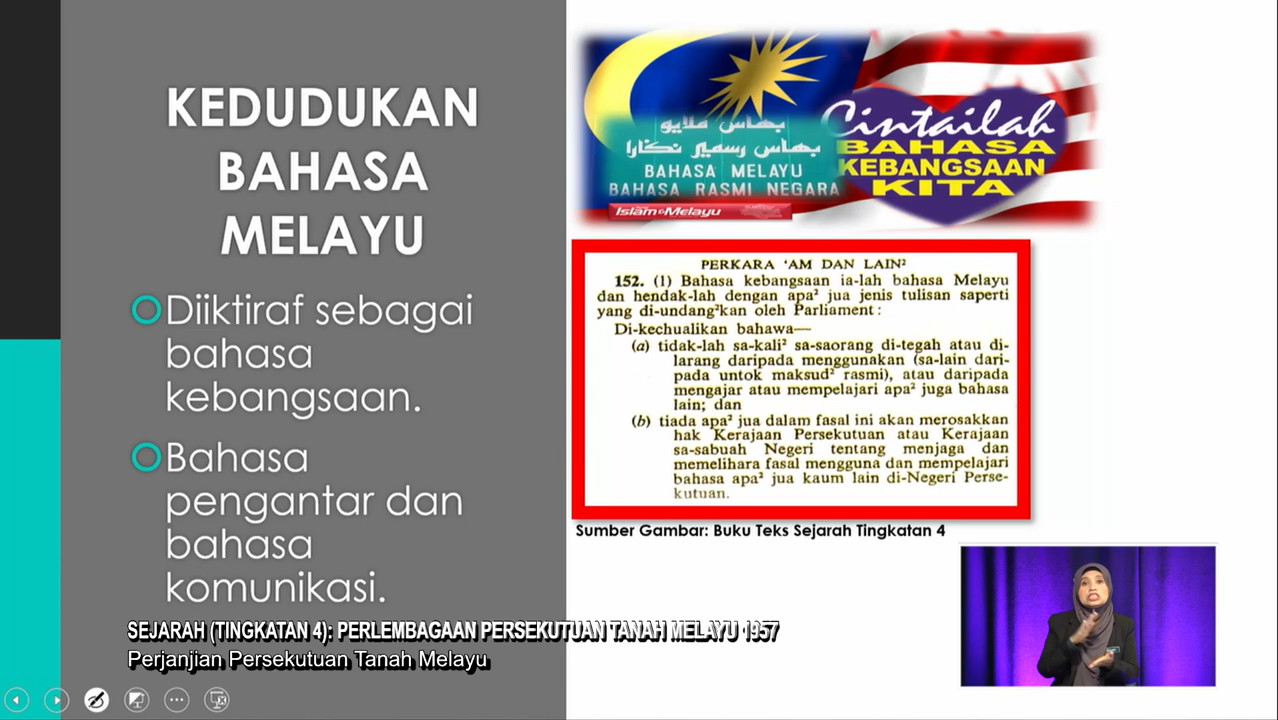 KEDUDUKAN
BAHASA
MELAYU
Diiktiraf sebagai
bahasa
kebangsaan.
Bahasa
pengantar dan
bahasa
komunikasi.
بهاس ملايو
بهاس رسمي نݢارا
BAHASA MELAYU
BAHASA RASMI NEGARA
Islam & Melayu
Cintailah
BAHASA
KEBANGSAAN
KITA
PERKARA ‘AM DAN LAIN²
152. (1) Bahasa kebangsaan ia-lah bahasa Melayu
dan hendak-lah dengan apa² jua jenis tulisan saperti
yang di-undang²kan oleh Parliament:
Di-kechualikan bahawa—
(a) tidak-lah sa-kali² sa-saorang di-tegah atau di-
larang daripada menggunakan (sa-lain dari-
pada untok maksud² rasmi), atau daripada
mengajar atau mempelajari apa² juga bahasa
lain; dan
(b) tiada apa² jua dalam fasal ini akan merosakkan
hak Kerajaan Persekutuan atau Kerajaan
sa-sabuah Negeri tentang menjaga dan
memelihara fasal mengguna dan mempelajari
bahasa apa² jua kaum lain di-Negeri Perse-
kutuan.
Sumber Gambar: Buku Teks Sejarah Tingkatan 4
SEJARAH (TINGKATAN 4): PERLEMBAGAAN PERSEKUTUAN TANAH MELAYU 1957
Perjanjian Persekutuan Tanah Melayu